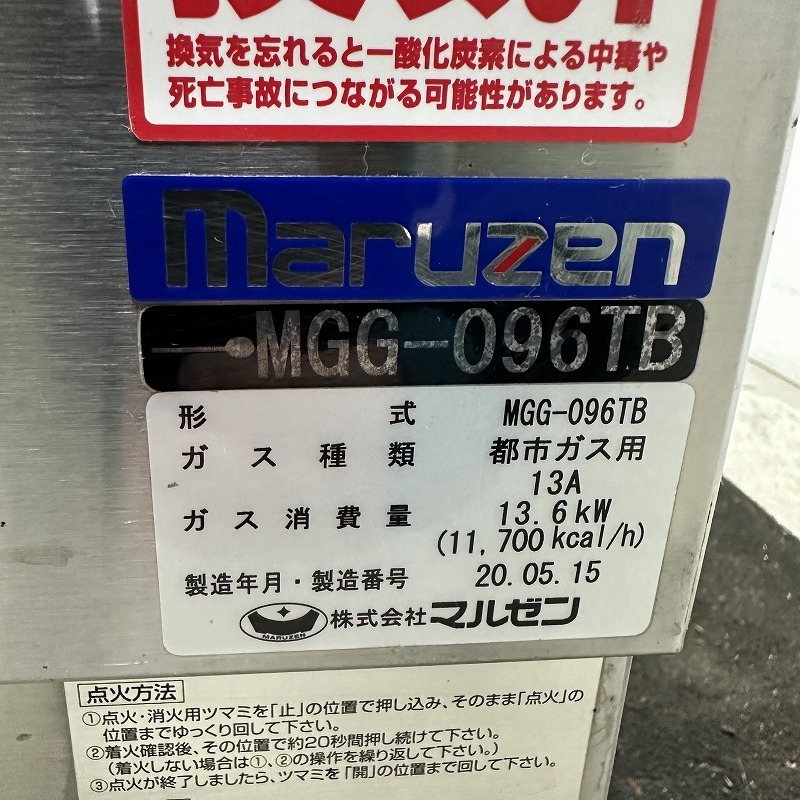 換気を忘れると一酸化炭素による中毒や
死亡事故につながる可能性があります。
maruzen
MGG-096TB
形式 MGG-096TB
ガス種類 都市ガス用
13A
ガス消費量 13.6kW
(11,700kcal/h)
製造年月・製造番号 20.05.15
MARUZEN 株式会社マルゼン
点火方法
①点火・消火用ツマミを「止」の位置で押し込み、そのまま「点火」の
位置までゆっくり回して下さい。
②着火確認後、その位置で約20秒間押し続けて下さい。
(着火しない場合は①、②の操作を繰り返して下さい。)
③点火が終了しましたら、ツマミを「開」の位置まで回して下さい。